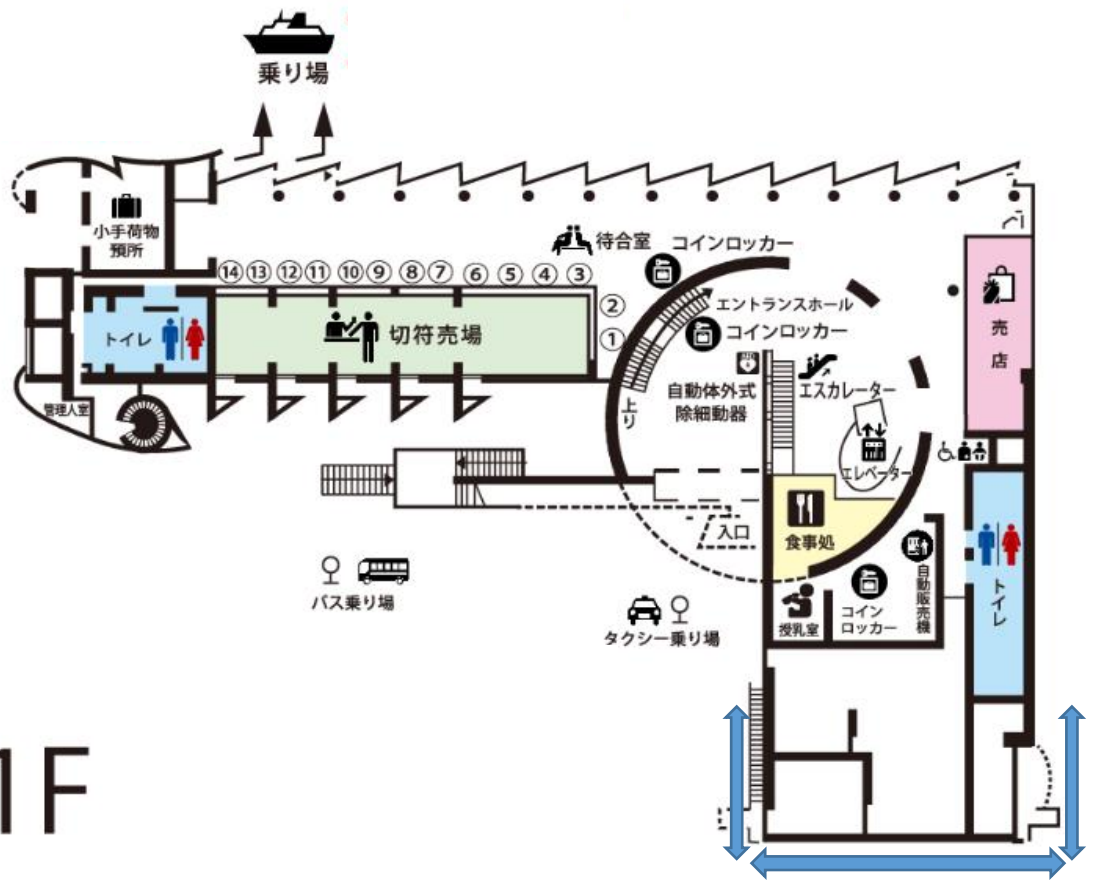 乗り場
小手荷物
預所
待合室
コインロッカー
⑭⑬⑫⑪⑩⑨⑧⑦⑥⑤④③
②
①
エントランスホール
コインロッカー
トイレ
切符売場
売店
AED
自動体外式
除細動器
エスカレーター
上り
管理人室
エレベーター
入口
食事処
バス乗り場
タクシー乗り場
授乳室
コイン
ロッカー
自動販売機
トイレ
1F